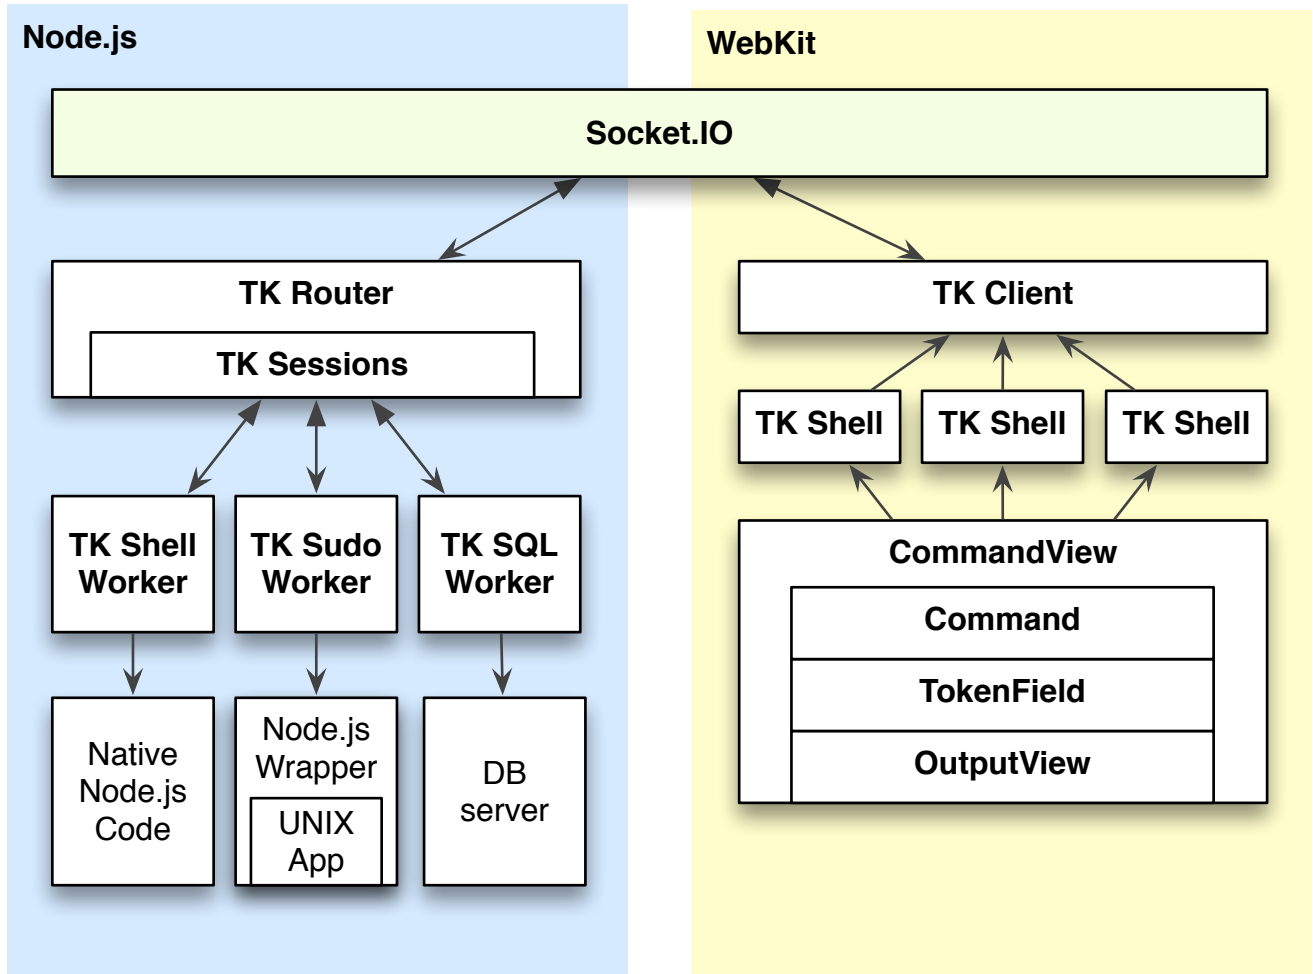 Node.js
WebKit
Socket.IO
TK Router
TK Sessions
TK Client
TK Shell
TK Shell
TK Shell
TK Shell
Worker
TK Sudo
Worker
TK SQL
Worker
CommandView
Command
TokenField
OutputView
Native
Node.js
Code
Node.js
Wrapper
UNIX
App
DB
server